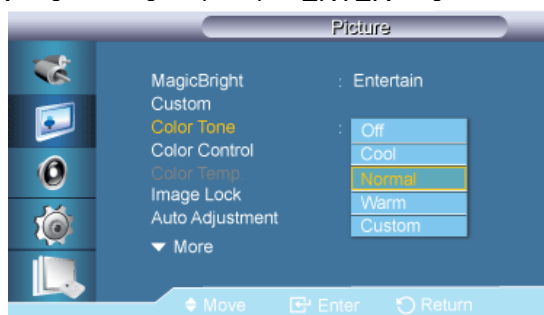 Picture
MagicBright : Entertain
Custom
Color Tone : Off
Color Control Cool
Color Temp. Normal
Image Lock Warm
Auto Adjustment Custom
More
Move Enter Return